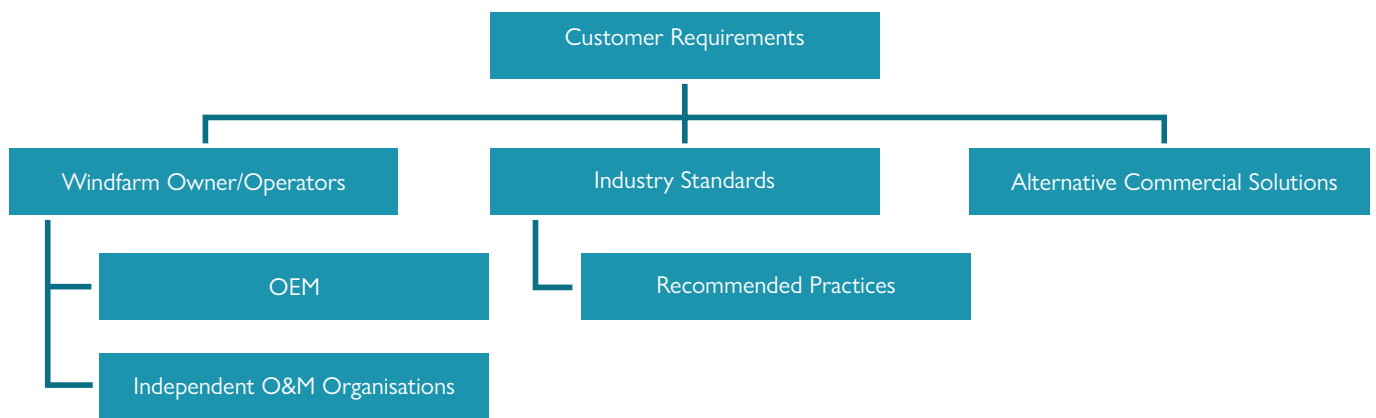 Customer Requirements
Windfarm Owner/Operators
Industry Standards
Alternative Commercial Solutions
OEM
Recommended Practices
Independent O&M Organisations